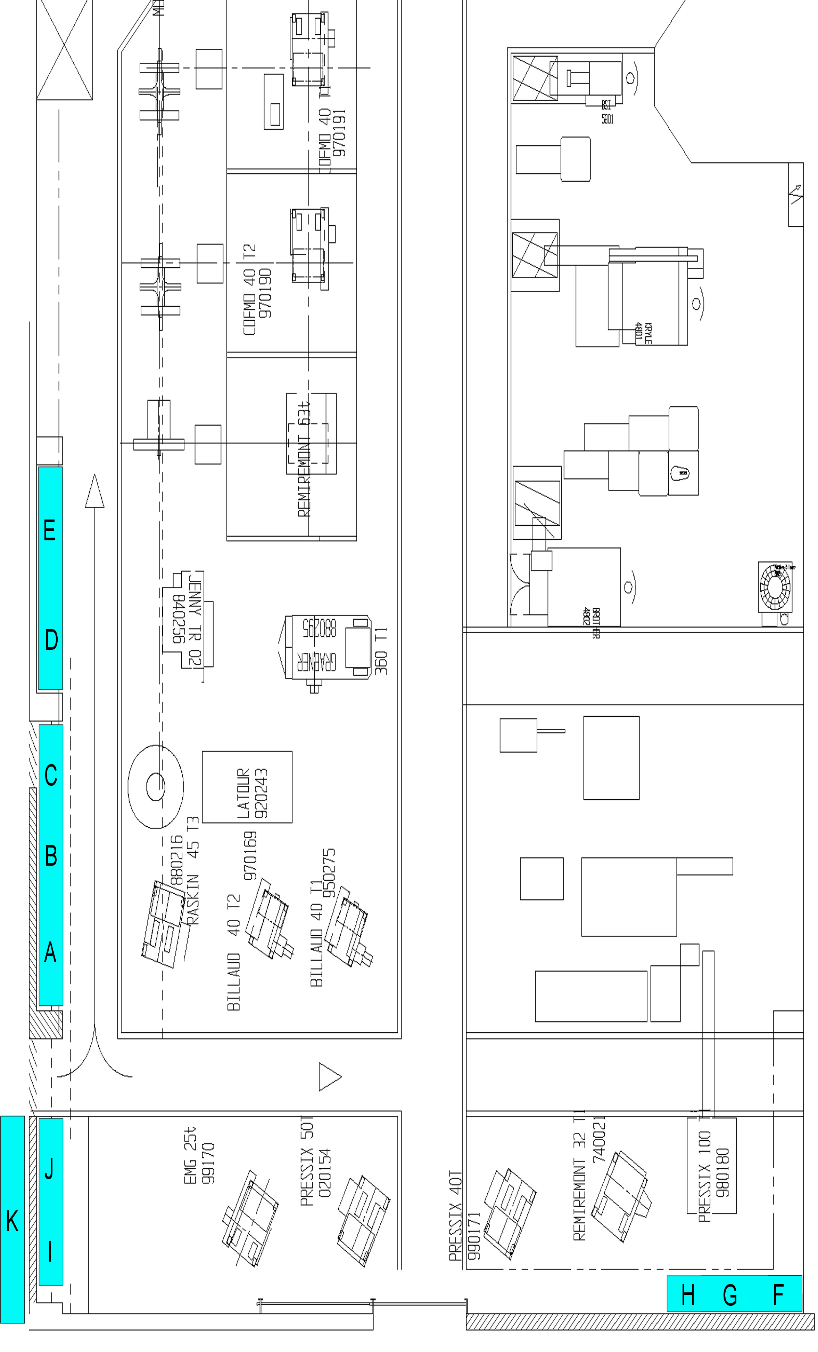 ME
COFMO 40 T1
970191
COFMO 40 T2
970190
REMIREMONT 63t
KRYLE
4801
BROTHER
4802
E
D
JENNY TR 02
840256
GRAVER
880295
360 T1
C
B
A
LATOUR
920243
880216
RASKIN 45 T3
970169
BILLAUD 40 T2
950275
BILLAUD 40 T1
K
J
I
EMG 25t
99170
PRESSIX 50T
020154
PRESSIX 40T
990171
REMIREMONT 32 T1
740021
PRESSIX 100
980180
H G F